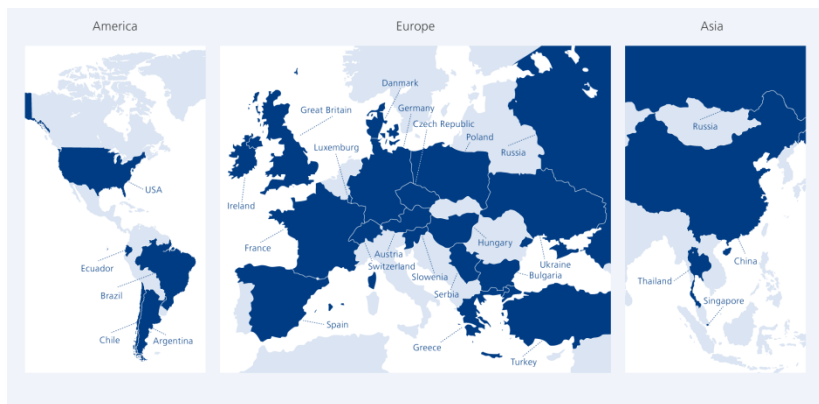 America
Europe
Asia
USA
Ecuador
Brazil
Chile
Argentina
Danmark
Great Britain
Germany
Czech Republic
Luxemburg
Poland
Russia
Ireland
France
Austria
Switzerland
Slowenia
Hungary
Serbia
Ukraine
Bulgaria
Spain
Greece
Turkey
Russia
China
Thailand
Singapore